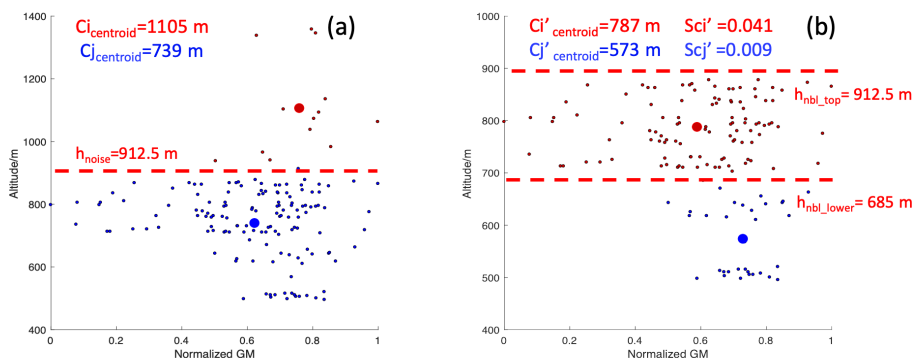 Ci_centroid=1105 m
Cj_centroid=739 m
(a)
h_noise=912.5 m
Altitude/m
1400
1200
1000
800
600
400
0
0.2
0.4
0.6
0.8
1
Normalized GM
Ci’_centroid=787 m Sci’=0.041
Cj’_centroid=573 m Scj’=0.009
(b)
h_nbl_top=912.5 m
h_nbl_lower=685 m
Altitude/m
1000
900
800
700
600
500
400
0
0.2
0.4
0.6
0.8
1
Normalized GM